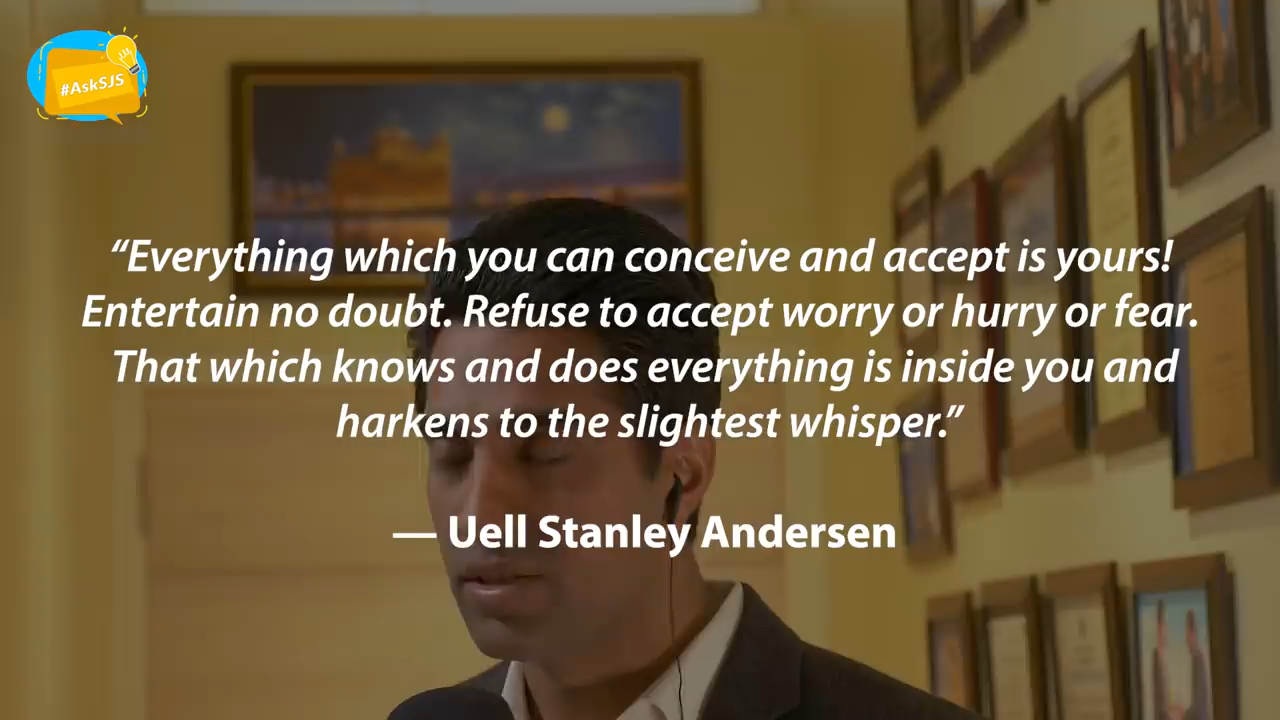 #AskSJS
“Everything which you can conceive and accept is yours!
Entertain no doubt. Refuse to accept worry or hurry or fear.
That which knows and does everything is inside you and
harkens to the slightest whisper.”
— Uell Stanley Andersen